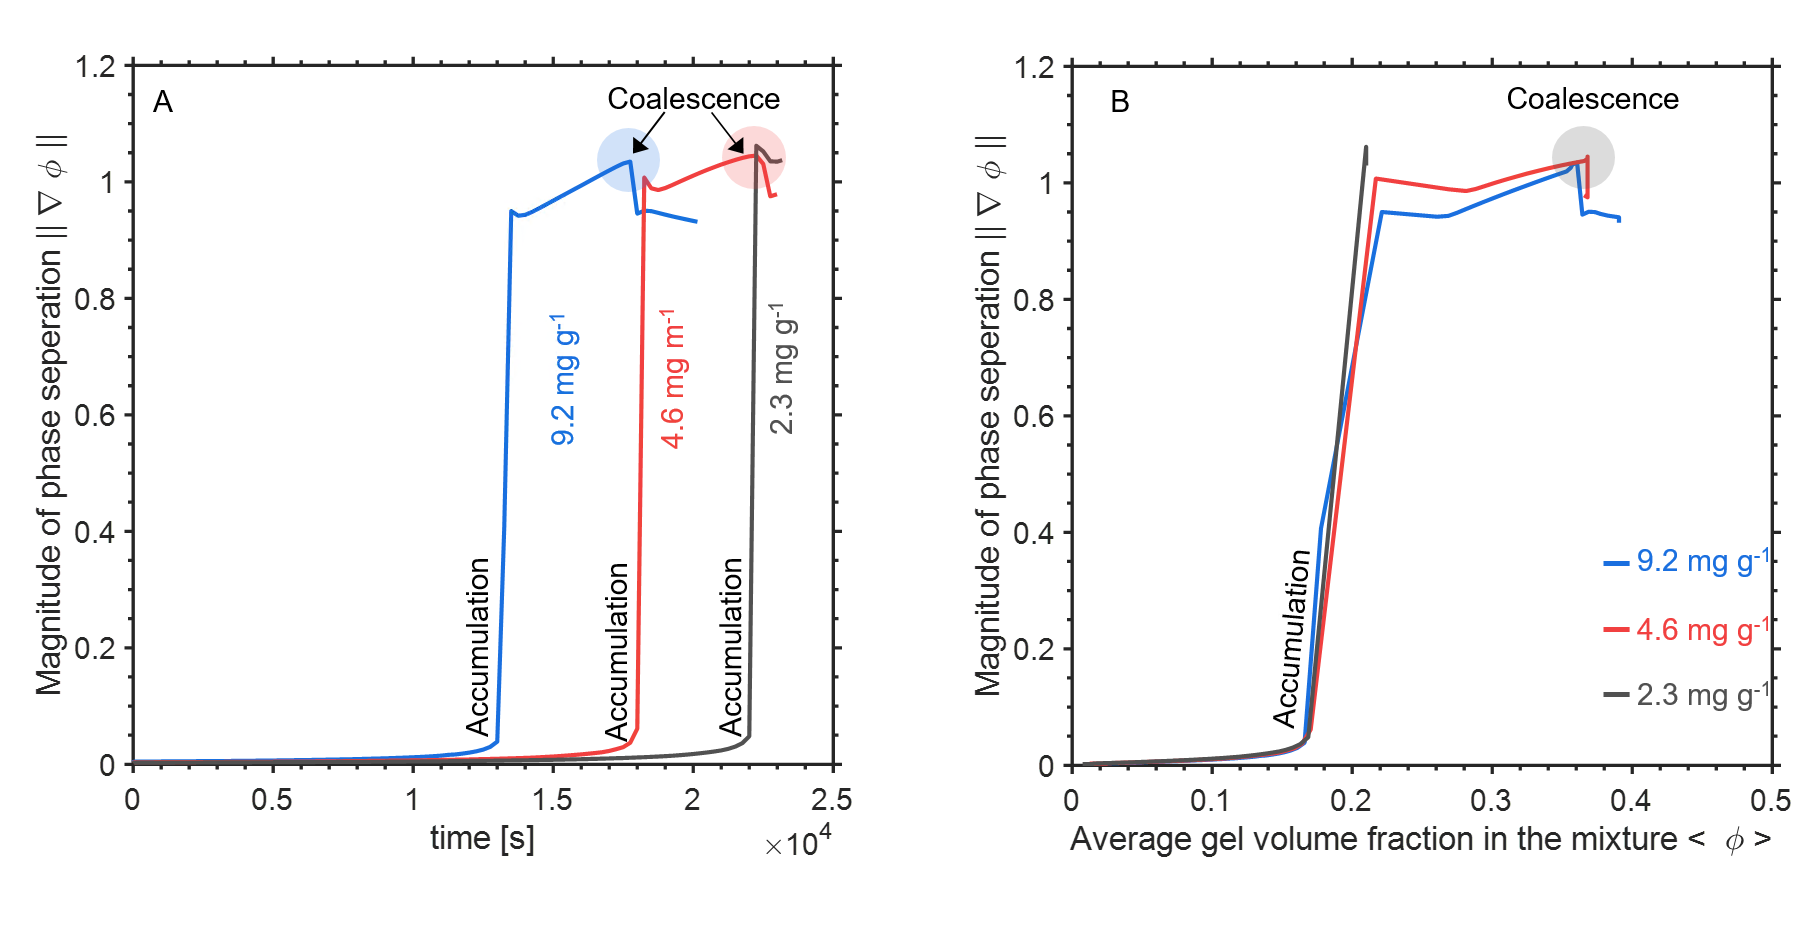 A
Coalescence
Magnitude of phase seperation || ∇ ϕ ||
1.2
1
0.8
0.6
0.4
0.2
0
9.2 mg g-1
4.6 mg m-1
2.3 mg g-1
Accumulation
Accumulation
Accumulation
0
0.5
1
1.5
2
2.5
time [s]
×10^4
B
Coalescence
Magnitude of phase seperation || ∇ ϕ ||
1.2
1
0.8
0.6
0.4
0.2
0
Accumulation
9.2 mg g-1
4.6 mg g-1
2.3 mg g-1
0
0.1
0.2
0.3
0.4
0.5
Average gel volume fraction in the mixture < ϕ >